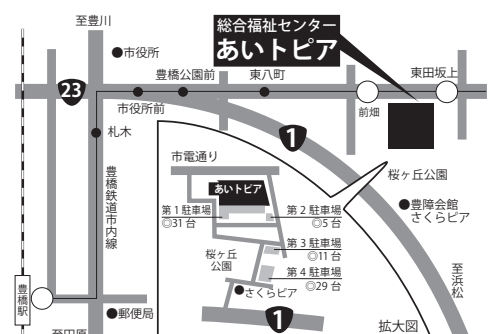 至豊川
総合福祉センター
あいトピア
●市役所
豊橋公園前
東八町
東田坂上
23
市役所前
前畑
札木
1
桜ヶ丘公園
市電通り
あいトピア
豊橋鉄道市内線
第1駐車場
◎31台
第2駐車場
◎5台
●豊障会館
さくらピア
第3駐車場
◎11台
桜ヶ丘
公園
第4駐車場
◎29台
至浜松
豊橋駅
●さくらピア
●郵便局
1
拡大図
至田原